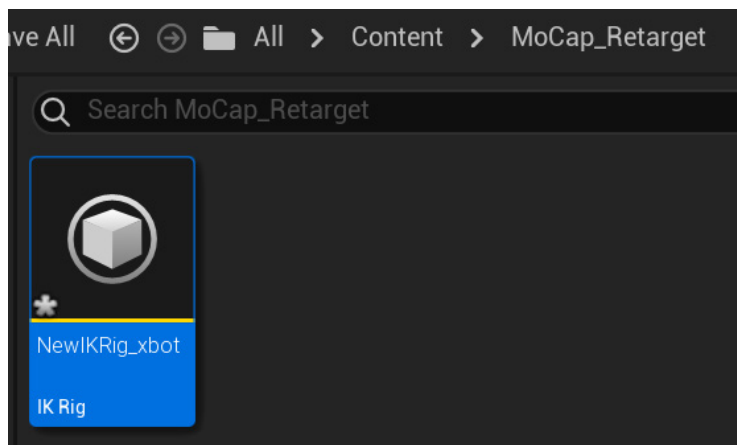 ve All All > Content > MoCap_Retarget
Search MoCap_Retarget
NewIKRig_xbot
IK Rig